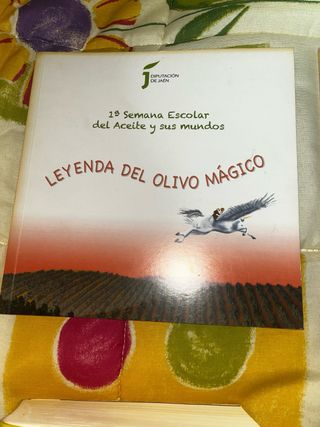 DIPUTACIÓN
DE JAÉN
1ª Semana Escolar
del Aceite y sus mundos
LEYENDA DEL OLIVO MÁGICO